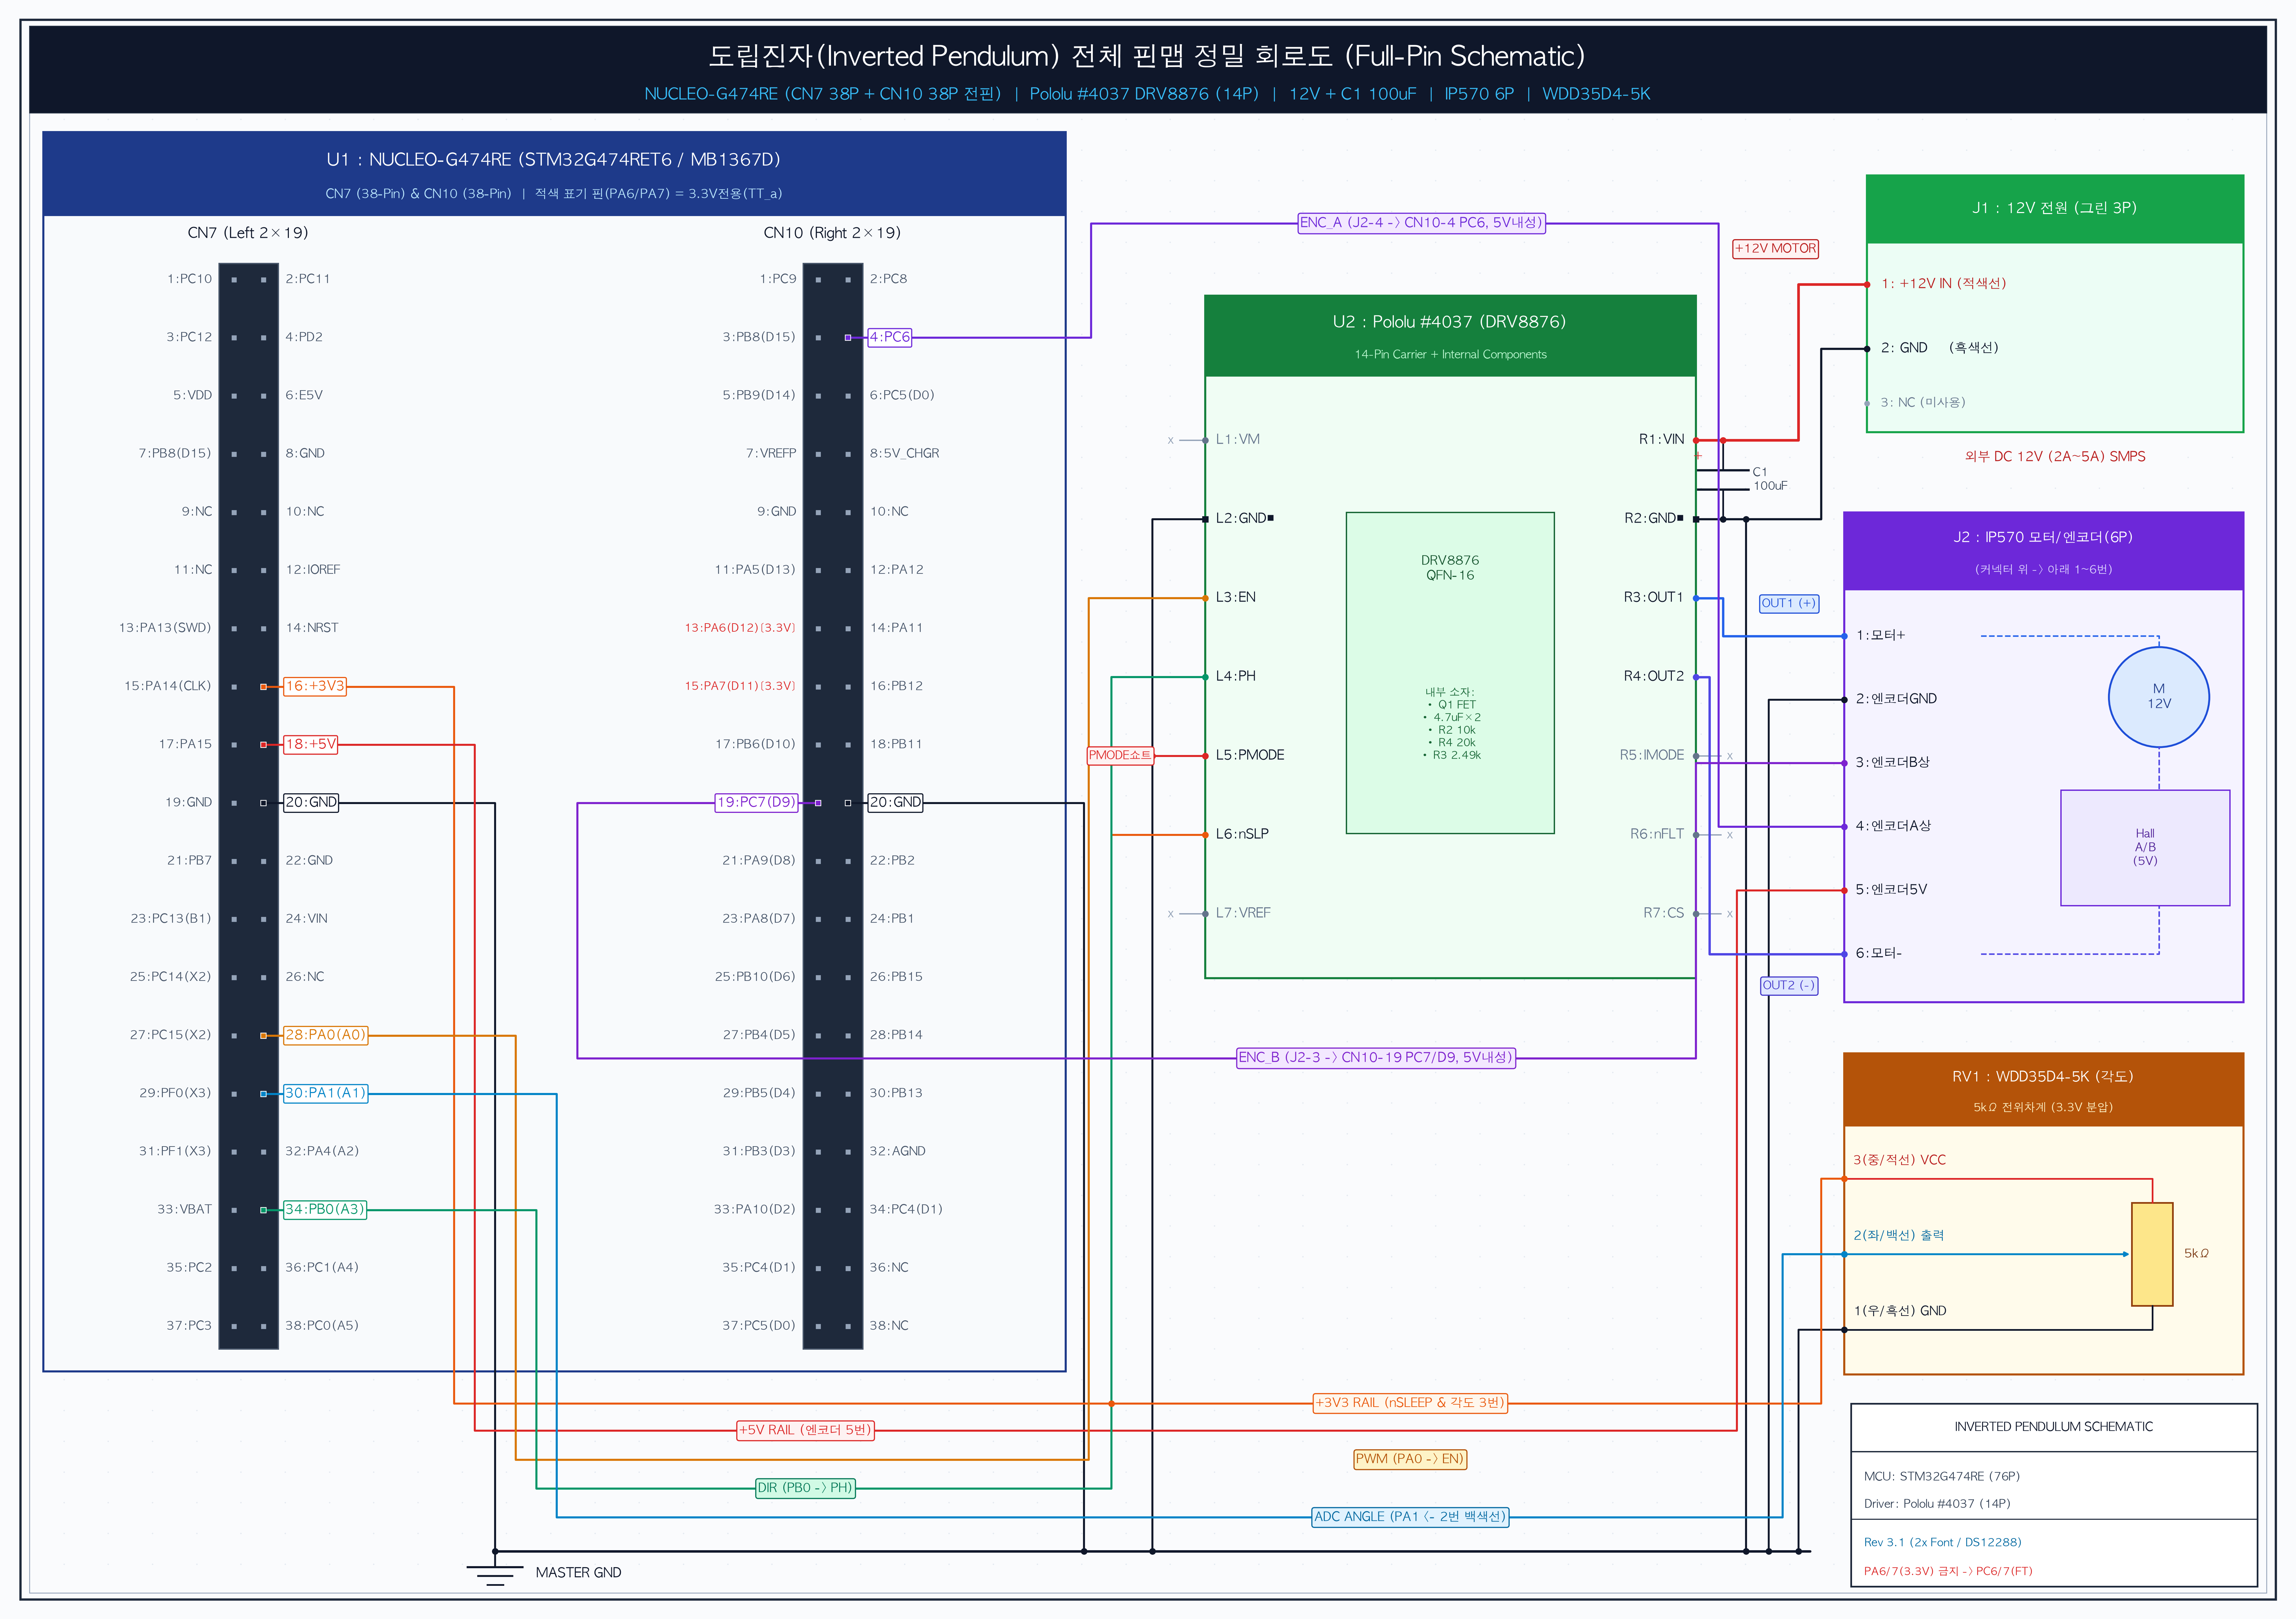 도립진자(Inverted Pendulum) 전체 핀맵 정밀 회로도 (Full-Pin Schematic)
NUCLEO-G474RE (CN7 38P + CN10 38P 전핀) | Pololu #4037 DRV8876 (14P) | 12V + C1 100uF | IP570 6P | WDD35D4-5K
U1 : NUCLEO-G474RE (STM32G474RET6 / MB1367D)
CN7 (38-Pin) & CN10 (38-Pin) | 적색 표기 핀(PA6/PA7) = 3.3V전용(TT_a)
CN7 (Left 2×19)
1:PC10
2:PC11
3:PC12
4:PD2
5:VDD
6:E5V
7:PB8(D15)
8:GND
9:NC
10:NC
11:NC
12:IOREF
13:PA13(SWD)
14:NRST
15:PA14(CLK)
16:+3V3
17:PA15
18:+5V
19:GND
20:GND
21:PB7
22:GND
23:PC13(B1)
24:VIN
25:PC14(X2)
26:NC
27:PC15(X2)
28:PA0(A0)
29:PF0(X3)
30:PA1(A1)
31:PF1(X3)
32:PA4(A2)
33:VBAT
34:PB0(A3)
35:PC2
36:PC1(A4)
37:PC3
38:PC0(A5)
CN10 (Right 2×19)
1:PC9
2:PC8
3:PB8(D15)
4:PC6
5:PB9(D14)
6:PC5(D0)
7:VREFP
8:5V_CHGR
9:GND
10:NC
11:PA5(D13)
12:PA12
13:PA6(D12)[3.3V]
14:PA11
15:PA7(D11)[3.3V]
16:PB12
17:PB6(D10)
18:PB11
19:PC7(D9)
20:GND
21:PA9(D8)
22:PB2
23:PA8(D7)
24:PB1
25:PB10(D6)
26:PB15
27:PB4(D5)
28:PB14
29:PB5(D4)
30:PB13
31:PB3(D3)
32:AGND
33:PA10(D2)
34:PC4(D1)
35:PC4(D1)
36:NC
37:PC5(D0)
38:NC
ENC_A (J2-4 -> CN10-4 PC6, 5V내성)
+12V MOTOR
U2 : Pololu #4037 (DRV8876)
14-Pin Carrier + Internal Components
x
L1:VM
L2:GND■
L3:EN
L4:PH
PMODE쇼트
L5:PMODE
L6:nSLP
x
L7:VREF
DRV8876
QFN-16
내부 소자:
• Q1 FET
• 4.7uF×2
• R2 10k
• R4 20k
• R3 2.49k
R1:VIN
+
C1
100uF
R2:GND■
R3:OUT1
R4:OUT2
R5:IMODE
x
R6:nFLT
x
R7:CS
x
OUT1 (+)
OUT2 (-)
ENC_B (J2-3 -> CN10-19 PC7/D9, 5V내성)
J1 : 12V 전원 (그린 3P)
1: +12V IN (적색선)
2: GND (흑색선)
3: NC (미사용)
외부 DC 12V (2A~5A) SMPS
J2 : IP570 모터/엔코더(6P)
(커넥터 위 -> 아래 1~6번)
1:모터+
2:엔코더GND
3:엔코더B상
4:엔코더A상
5:엔코더5V
6:모터-
M
12V
Hall
A/B
(5V)
RV1 : WDD35D4-5K (각도)
5kΩ 전위차계 (3.3V 분압)
3(중/적선) VCC
2(좌/백선) 출력
1(우/흑선) GND
5kΩ
+3V3 RAIL (nSLEEP & 각도 3번)
+5V RAIL (엔코더 5번)
PWM (PA0 -> EN)
DIR (PB0 -> PH)
ADC ANGLE (PA1 <- 2번 백색선)
MASTER GND
INVERTED PENDULUM SCHEMATIC
MCU: STM32G474RE (76P)
Driver: Pololu #4037 (14P)
Rev 3.1 (2x Font / DS12288)
PA6/7(3.3V) 금지 -> PC6/7(FT)